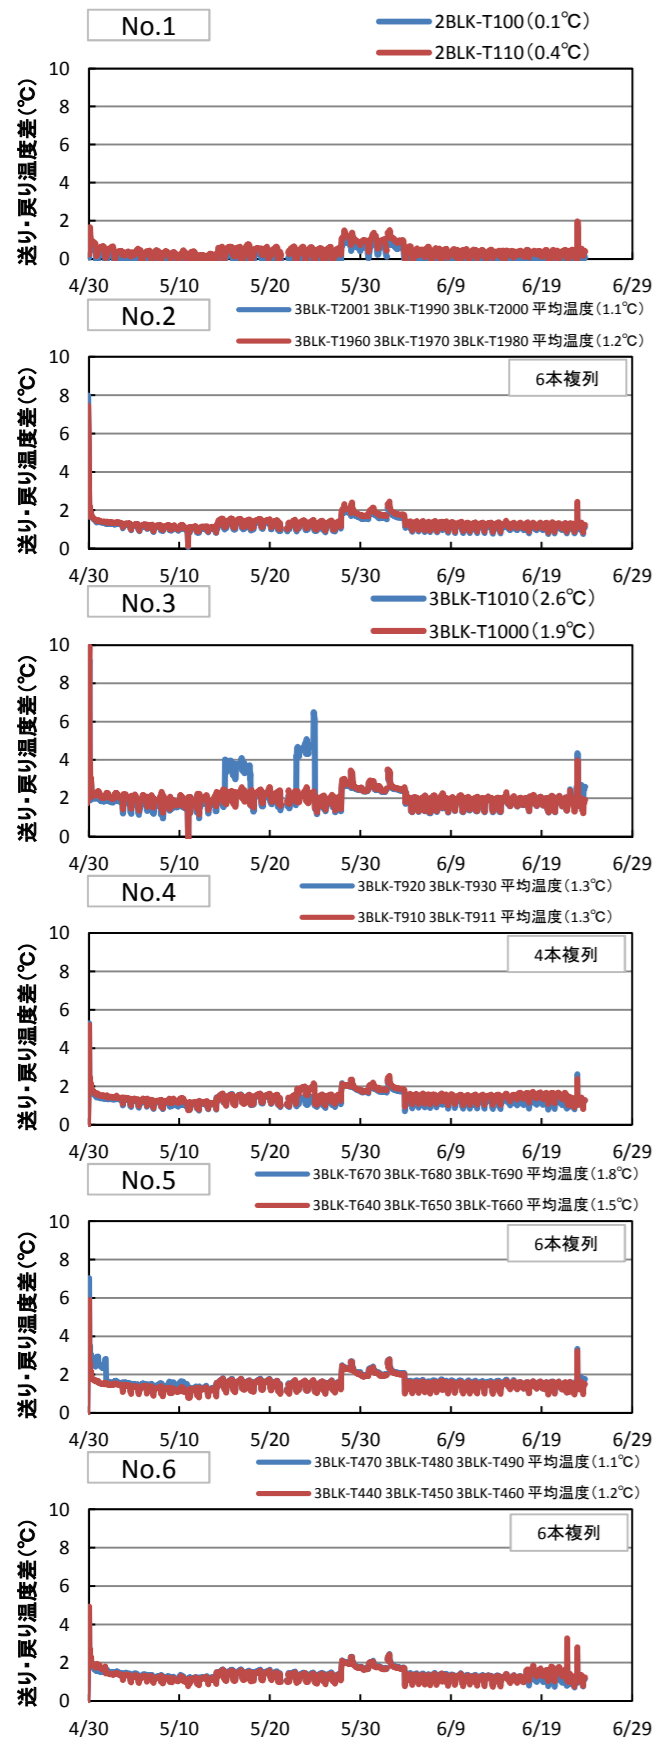 No.1
2BLK-T100(0.1℃)
2BLK-T110(0.4℃)
送り・戻り温度差(℃)
10
8
6
4
2
0
4/30 5/10 5/20 5/30 6/9 6/19 6/29
No.2
3BLK-T2001 3BLK-T1990 3BLK-T2000 平均温度(1.1℃)
3BLK-T1960 3BLK-T1970 3BLK-T1980 平均温度(1.2℃)
6本複列
送り・戻り温度差(℃)
10
8
6
4
2
0
4/30 5/10 5/20 5/30 6/9 6/19 6/29
No.3
3BLK-T1010(2.6℃)
3BLK-T1000(1.9℃)
送り・戻り温度差(℃)
10
8
6
4
2
0
4/30 5/10 5/20 5/30 6/9 6/19 6/29
No.4
3BLK-T920 3BLK-T930 平均温度(1.3℃)
3BLK-T910 3BLK-T911 平均温度(1.3℃)
4本複列
送り・戻り温度差(℃)
10
8
6
4
2
0
4/30 5/10 5/20 5/30 6/9 6/19 6/29
No.5
3BLK-T670 3BLK-T680 3BLK-T690 平均温度(1.8℃)
3BLK-T640 3BLK-T650 3BLK-T660 平均温度(1.5℃)
6本複列
送り・戻り温度差(℃)
10
8
6
4
2
0
4/30 5/10 5/20 5/30 6/9 6/19 6/29
No.6
3BLK-T470 3BLK-T480 3BLK-T490 平均温度(1.1℃)
3BLK-T440 3BLK-T450 3BLK-T460 平均温度(1.2℃)
6本複列
送り・戻り温度差(℃)
10
8
6
4
2
0
4/30 5/10 5/20 5/30 6/9 6/19 6/29